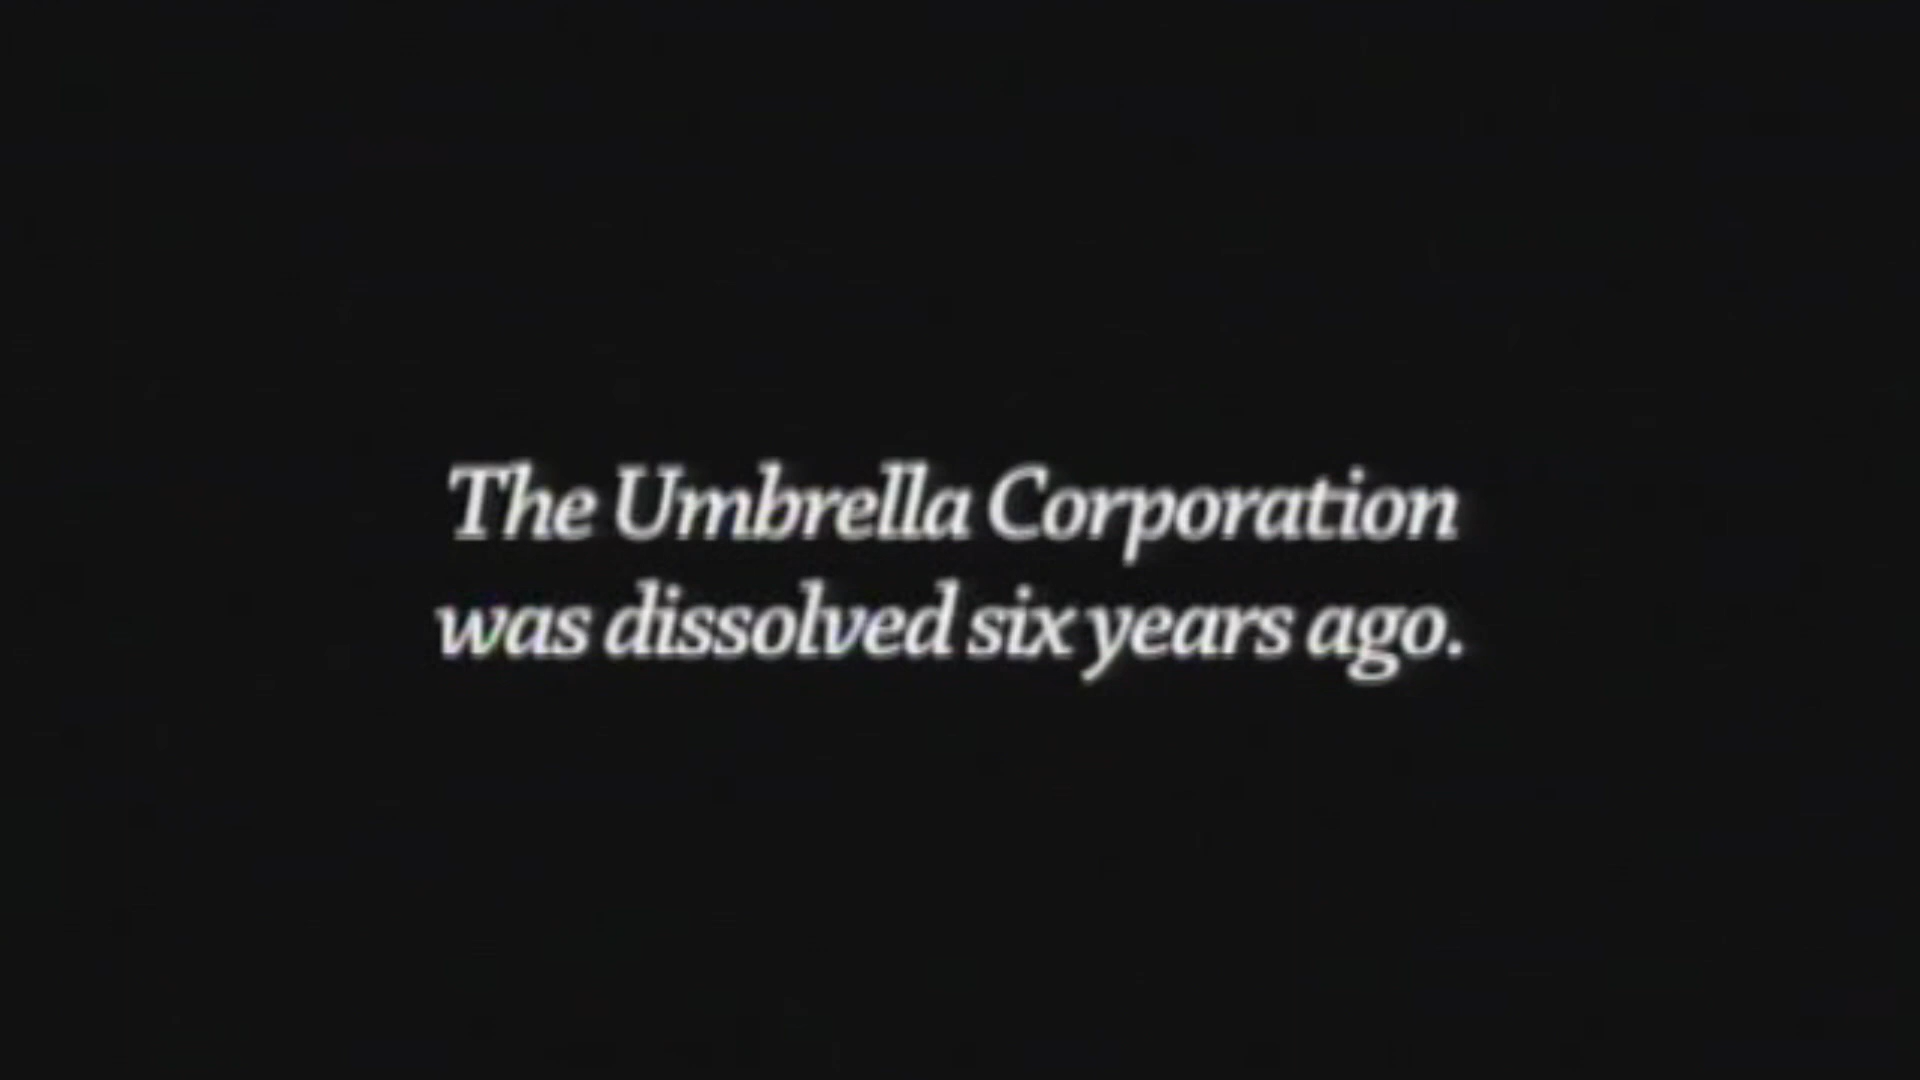 The Umbrella Corporation
was dissolved six years ago.